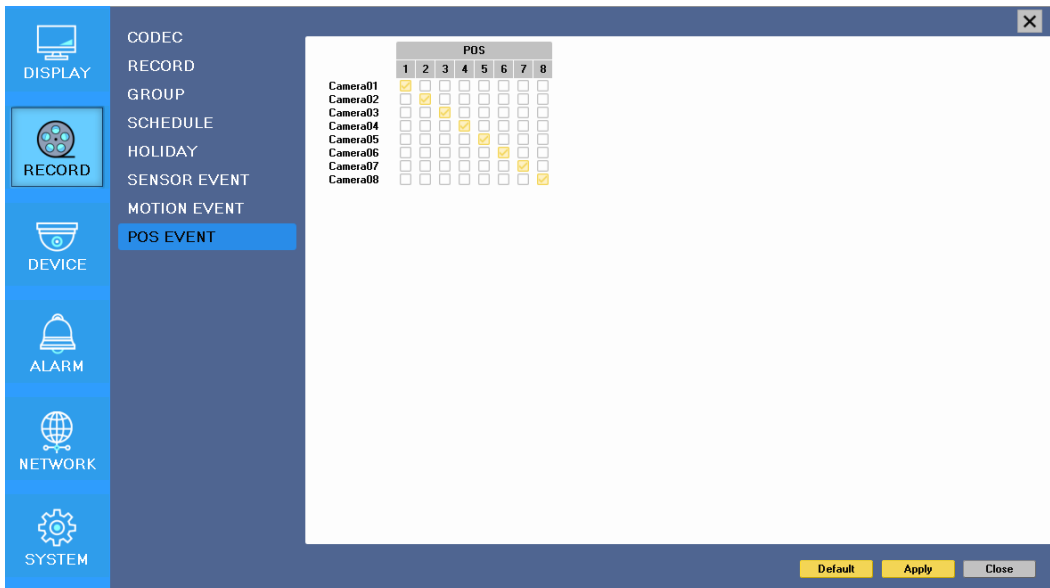 DISPLAY
RECORD
DEVICE
ALARM
NETWORK
SYSTEM
CODEC
RECORD
GROUP
SCHEDULE
HOLIDAY
SENSOR EVENT
MOTION EVENT
POS EVENT
POS
1 2 3 4 5 6 7 8
Camera01
Camera02
Camera03
Camera04
Camera05
Camera06
Camera07
Camera08
Default Apply Close